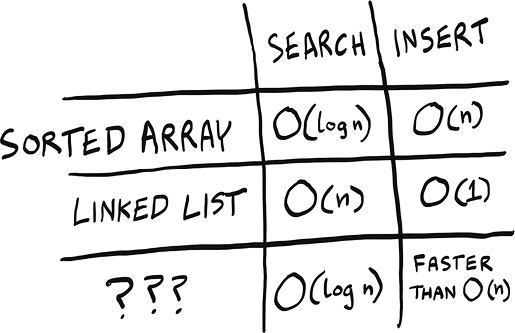 SEARCH INSERT
SORTED ARRAY O(log n) O(n)
LINKED LIST O(n) O(1)
??? O(log n) FASTER
THAN O(n)